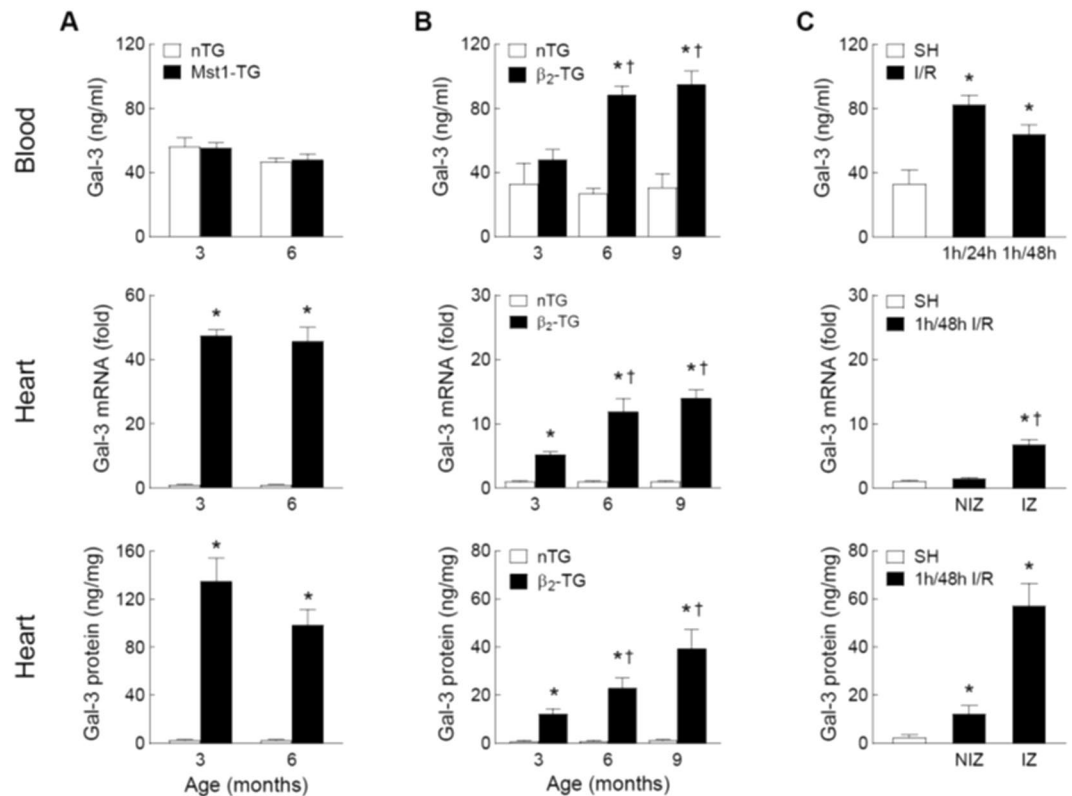 A
B
C
Blood
Gal-3 (ng/ml)
120
80
40
0
nTG
Mst1-TG
3
6
Gal-3 (ng/ml)
120
80
40
0
nTG
β2-TG
*†
*†
3
6
9
Gal-3 (ng/ml)
120
80
40
0
SH
I/R
*
*
1h/24h
1h/48h
Heart
Gal-3 mRNA (fold)
60
40
20
0
*
*
3
6
Gal-3 mRNA (fold)
30
20
10
0
nTG
β2-TG
*
*†
*†
3
6
9
Gal-3 mRNA (fold)
30
20
10
0
SH
1h/48h I/R
*†
NIZ
IZ
Heart
Gal-3 protein (ng/mg)
160
120
80
40
0
*
*
3
6
Age (months)
Gal-3 protein (ng/mg)
80
60
40
20
0
nTG
β2-TG
*
*†
*†
3
6
9
Age (months)
Gal-3 protein (ng/mg)
80
60
40
20
0
SH
1h/48h I/R
*
*
NIZ
IZ